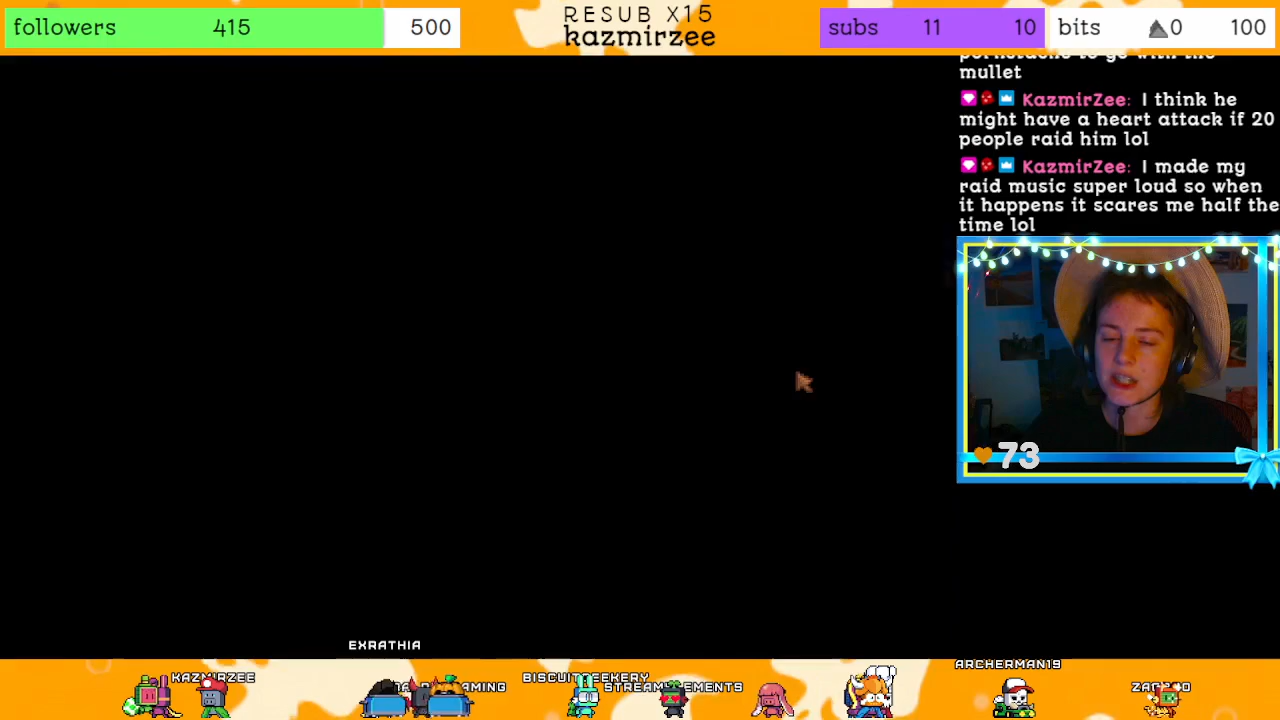 followers 415 500
RESUB X15
kazmirzee
subs 11 10
bits 0 100
mullet
KazmirZee: I think he
might have a heart attack if 20
people raid him lol
KazmirZee: I made my
raid music super loud so when
it happens it scares me half the
time lol
73
EXRATHIA
KAZMIRZEE
ARCHERMAN19